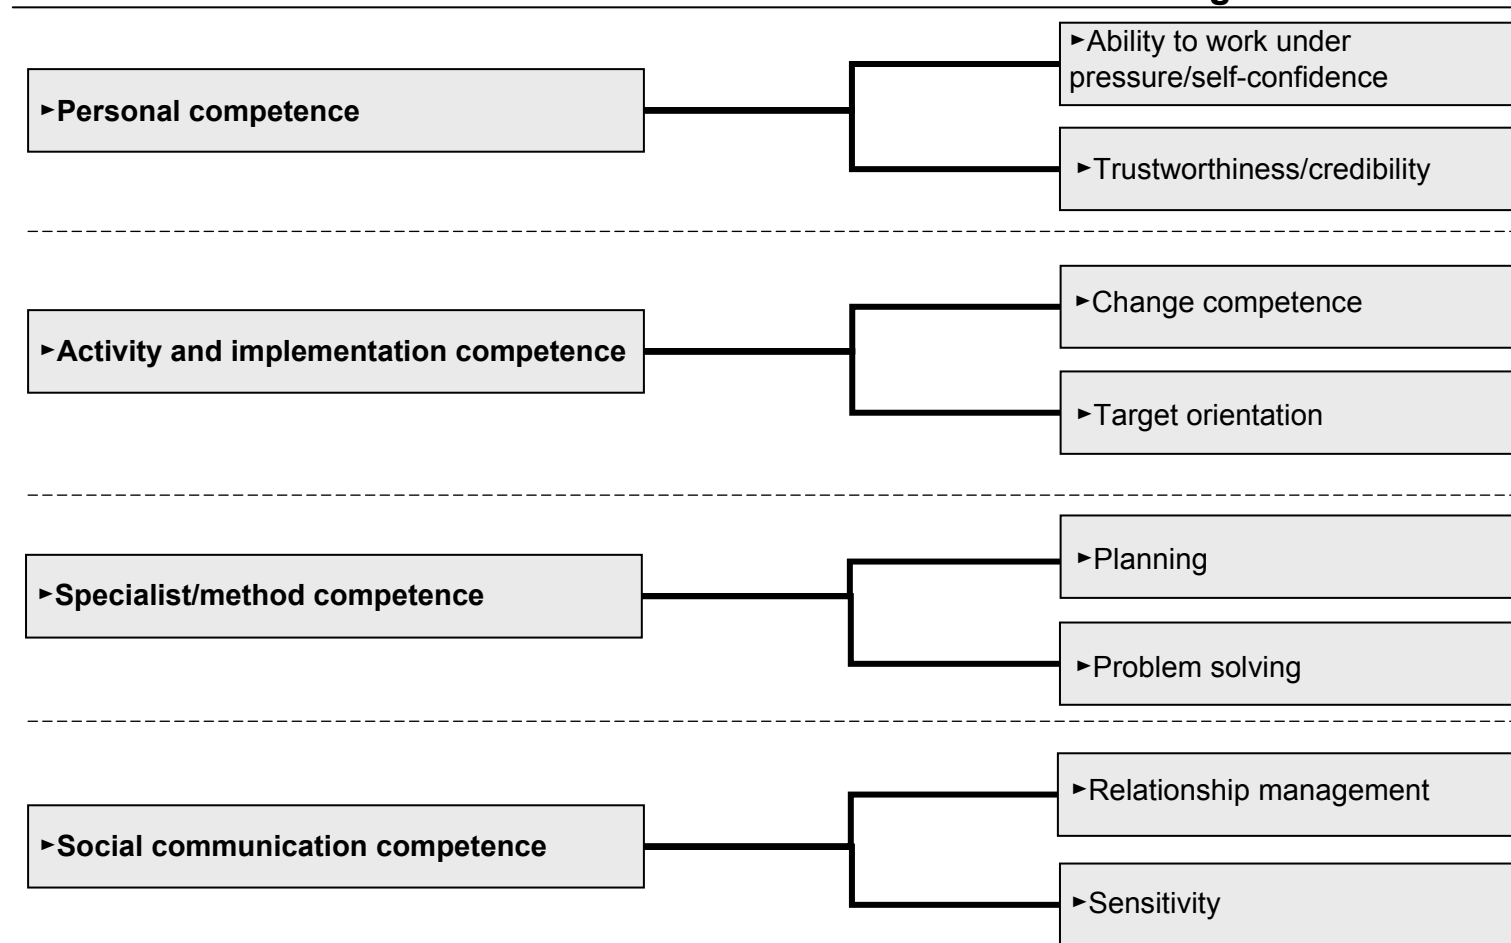 ►Ability to work under
pressure/self-confidence
►Personal competence
►Trustworthiness/credibility
►Change competence
►Activity and implementation competence
►Target orientation
►Planning
►Specialist/method competence
►Problem solving
►Relationship management
►Social communication competence
►Sensitivity